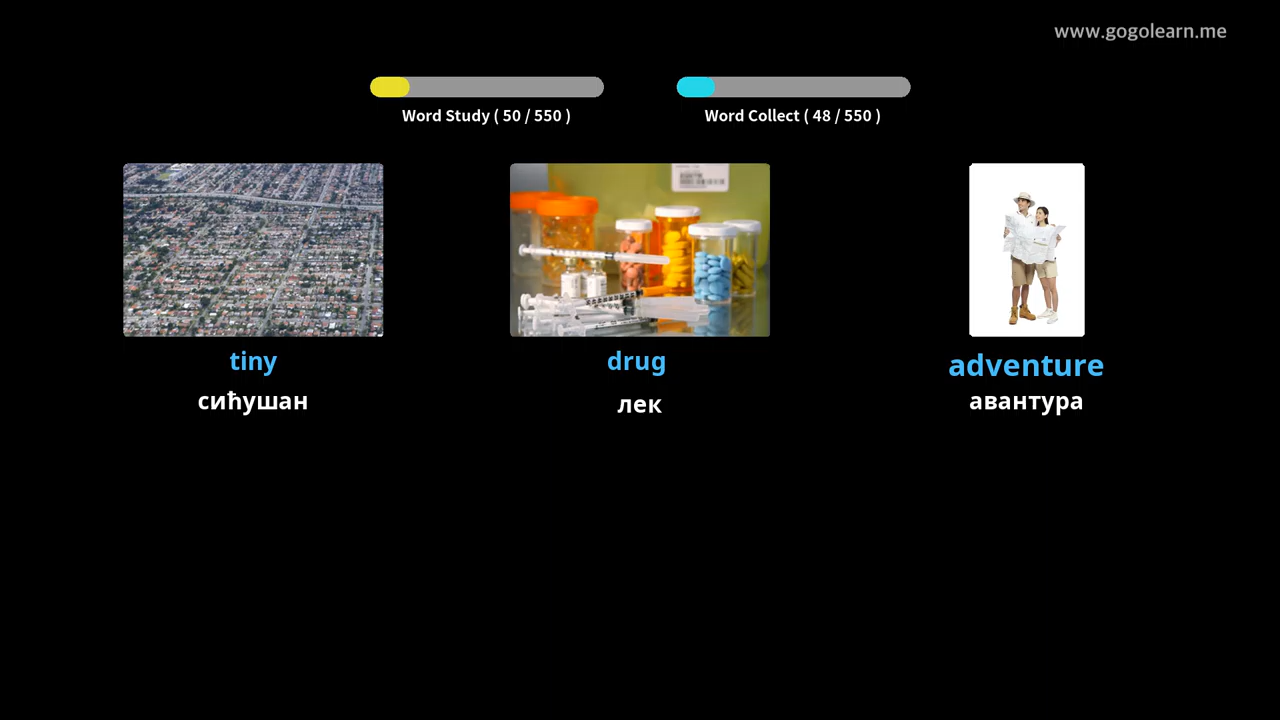 www.gogolearn.me
Word Study ( 50 / 550 )
Word Collect ( 48 / 550 )
tiny
drug
adventure
сићушан
лек
авантура